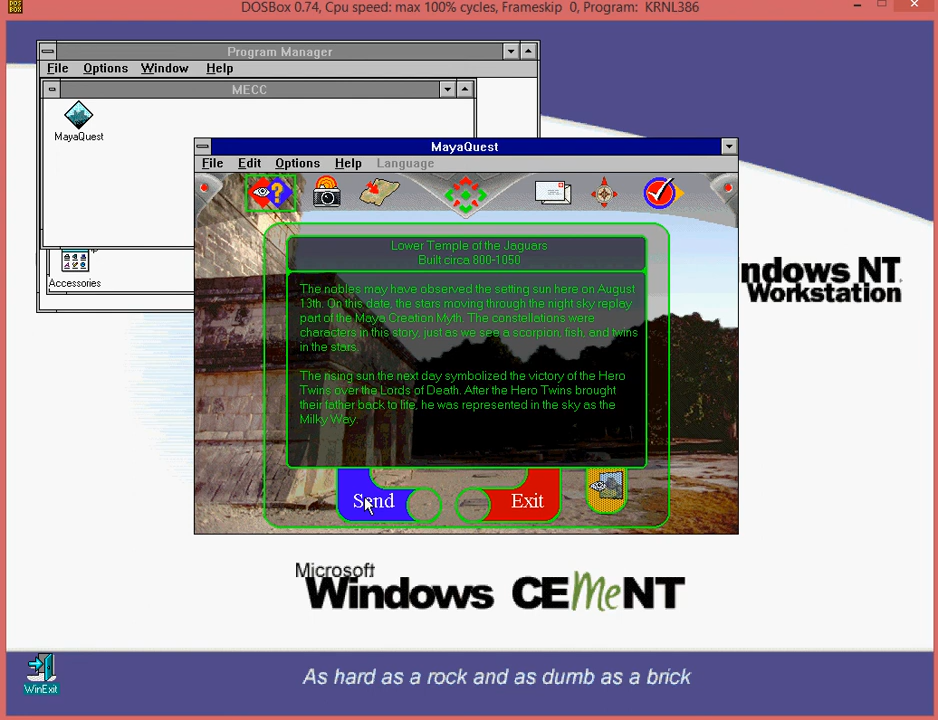 DOSBox 0.74, Cpu speed: max 100% cycles, Frameskip 0, Program: KRNL386
DOS
BOX
Program Manager
File Options Window Help
MECC
MayaQuest
MayaQuest
File Edit Options Help Language
Lower Temple of the Jaguars
Built circa 800-1050
The nobles may have observed the setting sun here on August
13th. On this date, the stars moving through the night sky replay
part of the Maya Creation Myth. The constellations were
characters in this story, just as we see a scorpion, fish, and twins
in the stars.
The rising sun the next day symbolized the victory of the Hero
Twins over the Lords of Death. After the Hero Twins brought
their father back to life, he was represented in the sky as the
Milky Way.
Send
Exit
Accessories
ndows NT
Workstation
Microsoft
Windows CEMeNT
WinExit
As hard as a rock and as dumb as a brick